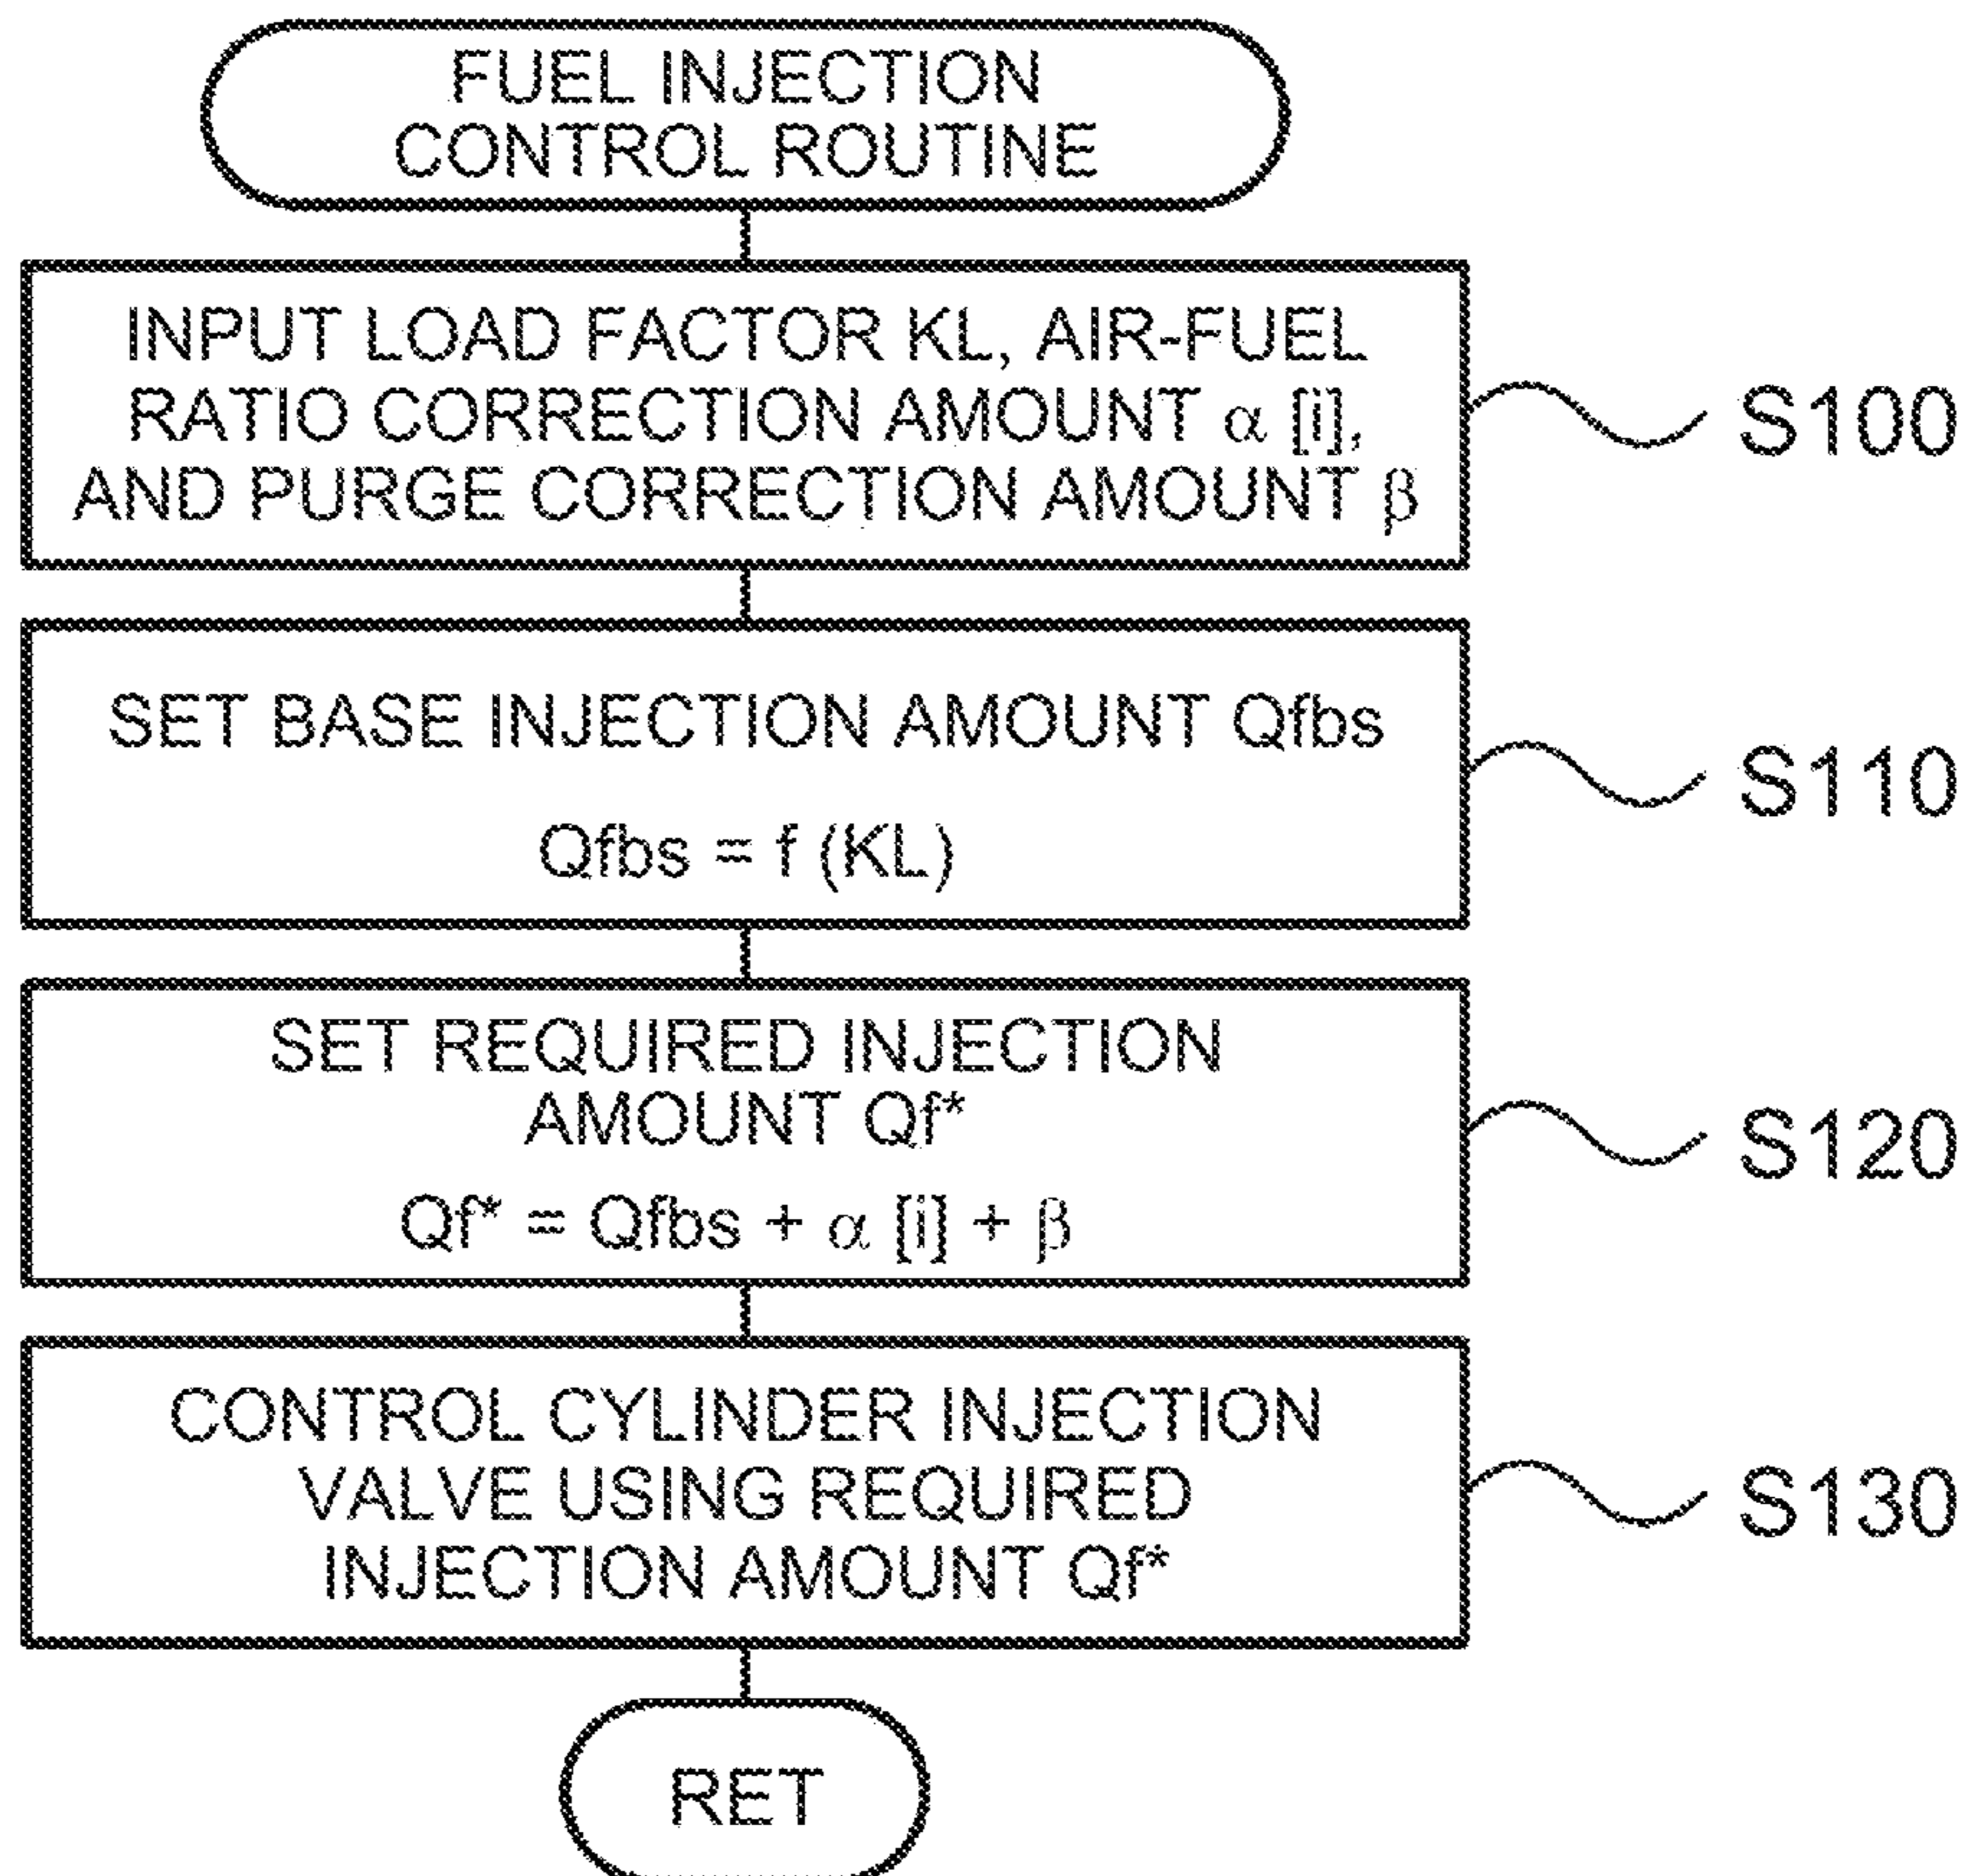 FUEL INJECTION
CONTROL ROUTINE
INPUT LOAD FACTOR KL, AIR-FUEL
RATIO CORRECTION AMOUNT α [i],
AND PURGE CORRECTION AMOUNT β
S100
SET BASE INJECTION AMOUNT Qfbs
Qfbs = f (KL)
S110
SET REQUIRED INJECTION
AMOUNT Qf*
Qf* = Qfbs + α [i] + β
S120
CONTROL CYLINDER INJECTION
VALVE USING REQUIRED
INJECTION AMOUNT Qf*
S130
RET